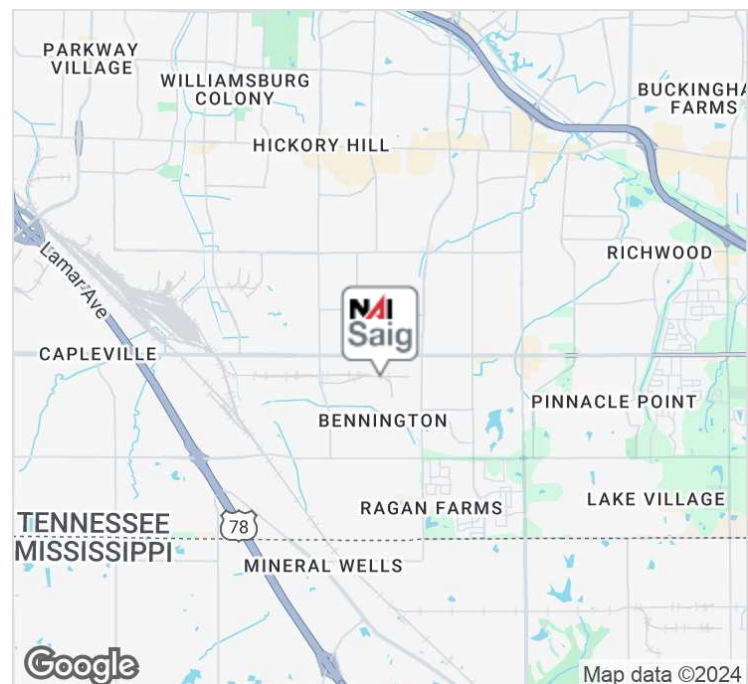 PARKWAY
VILLAGE
WILLIAMSBURG
COLONY
BUCKINGHA
FARMS
HICKORY HILL
RICHWOOD
Lamar Ave
NAI
Saig
CAPLEVILLE
PINNACLE POINT
BENNINGTON
RAGAN FARMS
LAKE VILLAGE
TENNESSEE
MISSISSIPPI
78
MINERAL WELLS
Google
Map data ©2024